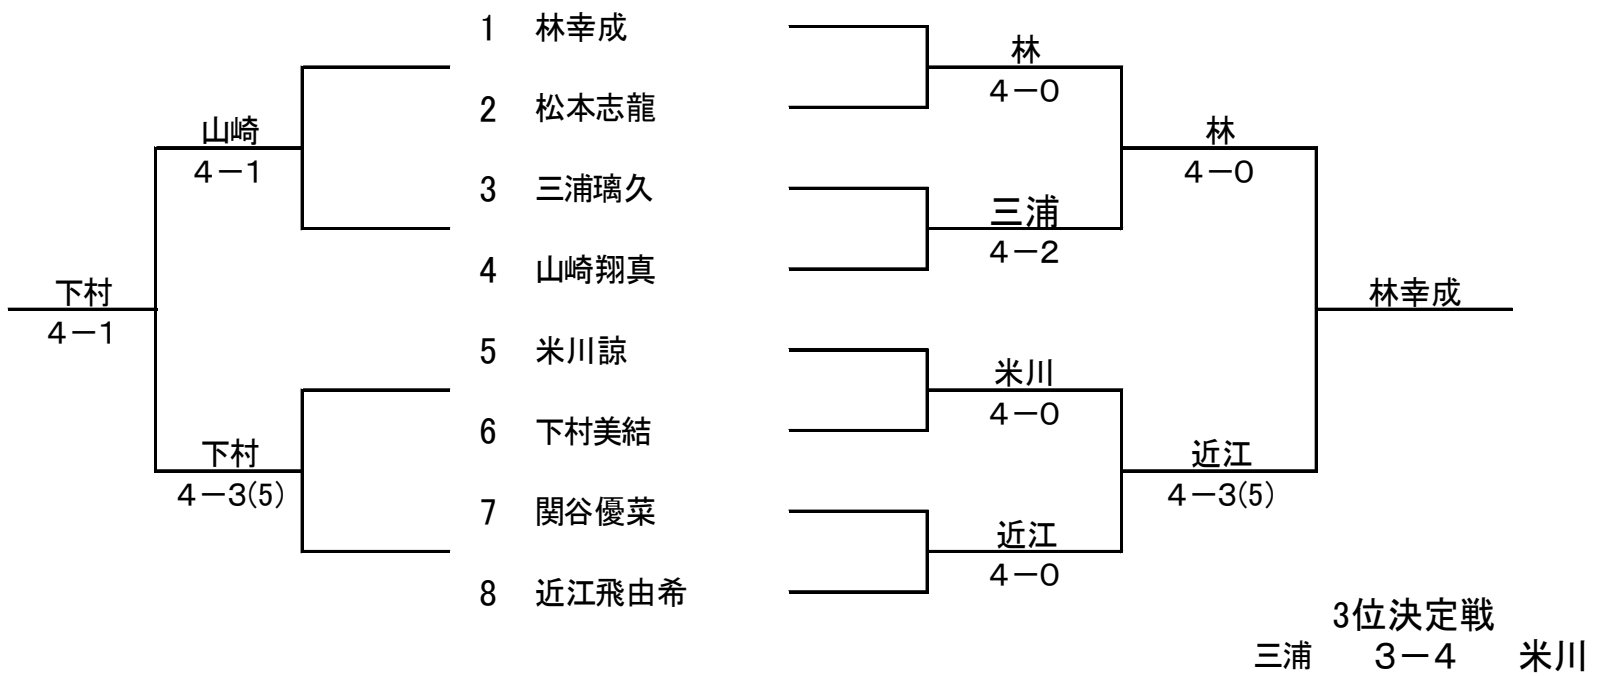 1 林幸成
林
4-0
2 松本志龍
山崎
4-1
林
4-0
3 三浦璃久
三浦
4-2
4 山崎翔真
下村
4-1
林幸成
5 米川諒
米川
4-0
6 下村美結
下村
4-3(5)
近江
4-3(5)
7 関谷優菜
近江
4-0
8 近江飛由希
3位決定戦
三浦 3-4 米川